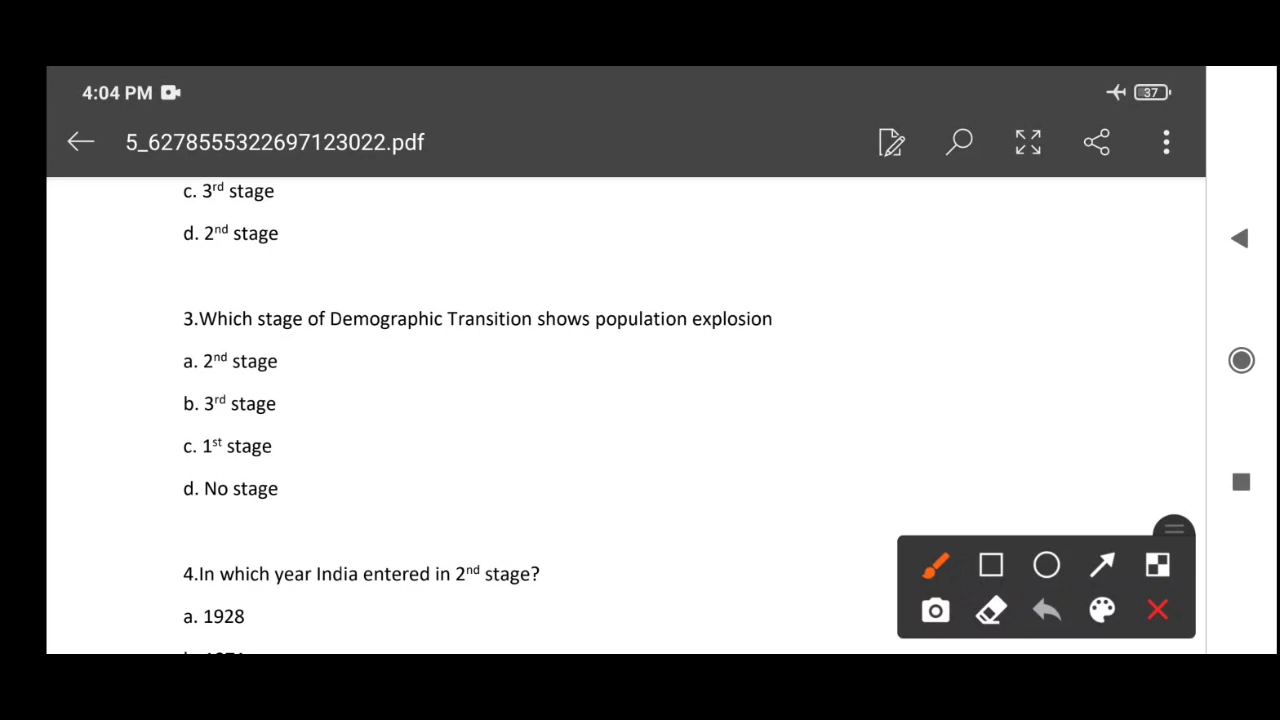 4:04 PM
37
5_6278555322697123022.pdf
c. 3rd stage
d. 2nd stage
3.Which stage of Demographic Transition shows population explosion
a. 2nd stage
b. 3rd stage
c. 1st stage
d. No stage
4.In which year India entered in 2nd stage?
a. 1928